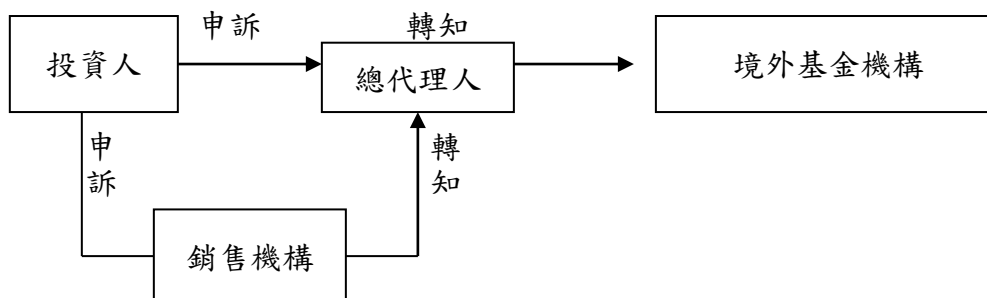 申訴
轉知
投資人
總代理人
境外基金機構
申訴
轉知
銷售機構